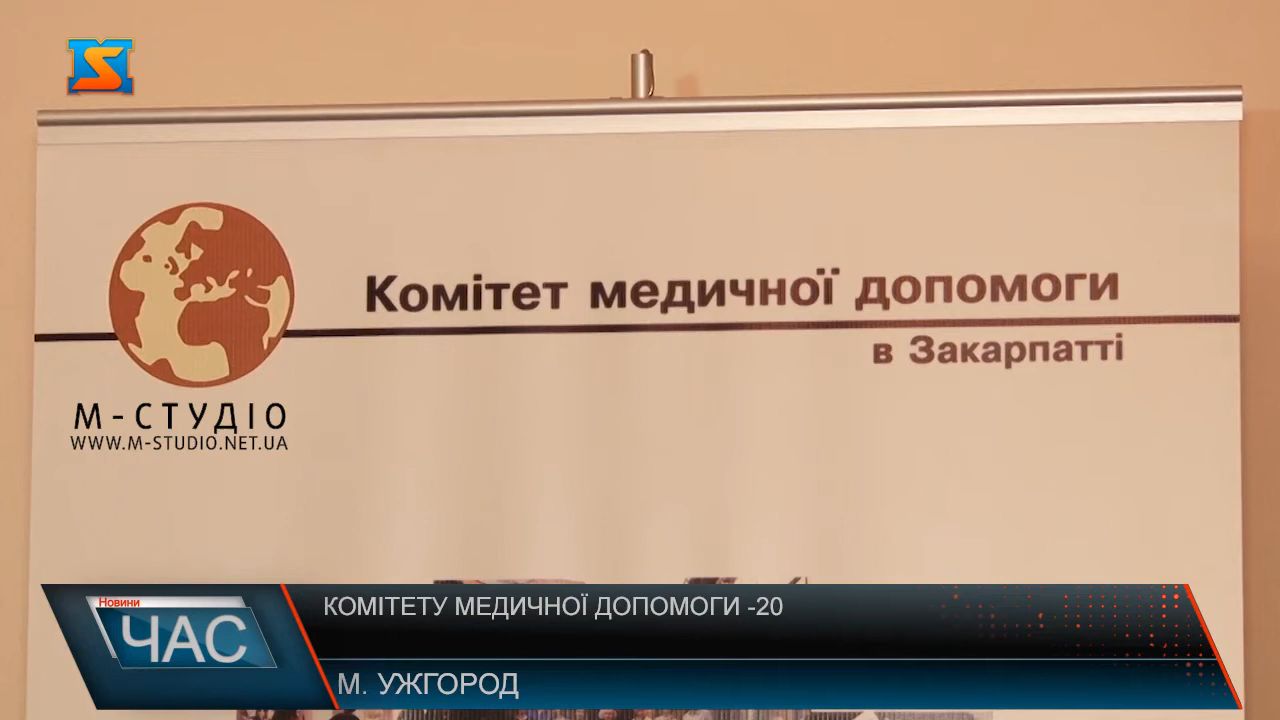 Комітет медичної допомоги
в Закарпатті
М-СТУДІО
WWW.M-STUDIO.NET.UA
Новини
ЧАС
КОМІТЕТУ МЕДИЧНОЇ ДОПОМОГИ -20
М. УЖГОРОД